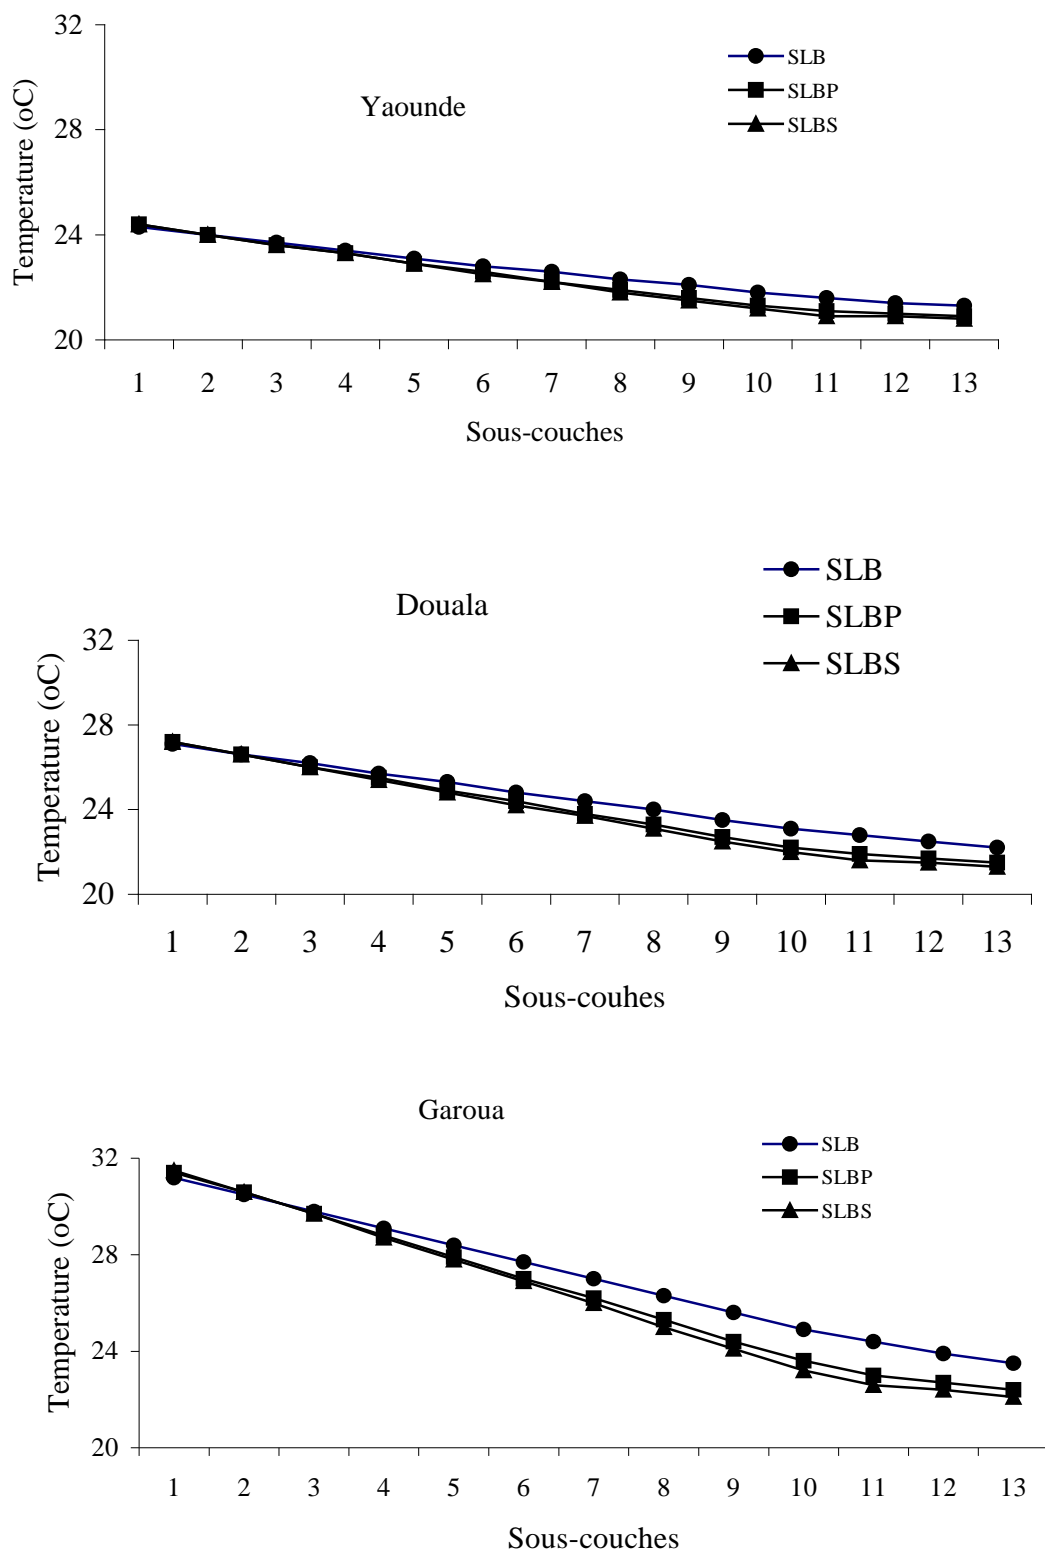 32
28
24
20
Temperature (oC)
Yaounde
SLB
SLBP
SLBS
1 2 3 4 5 6 7 8 9 10 11 12 13
Sous-couches
Douala
SLB
SLBP
SLBS
32
28
24
20
Temperature (oC)
1 2 3 4 5 6 7 8 9 10 11 12 13
Sous-couhes
Garoua
SLB
SLBP
SLBS
32
28
24
20
Temperature (oC)
1 2 3 4 5 6 7 8 9 10 11 12 13
Sous-couches